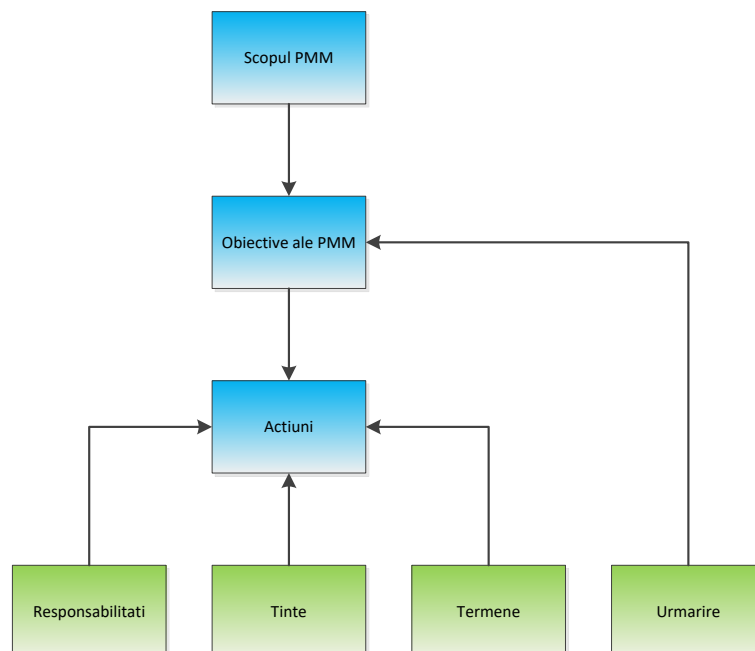 Scopul PMM
Obiective ale PMM
Actiuni
Responsabilitati
Tinte
Termene
Urmarire